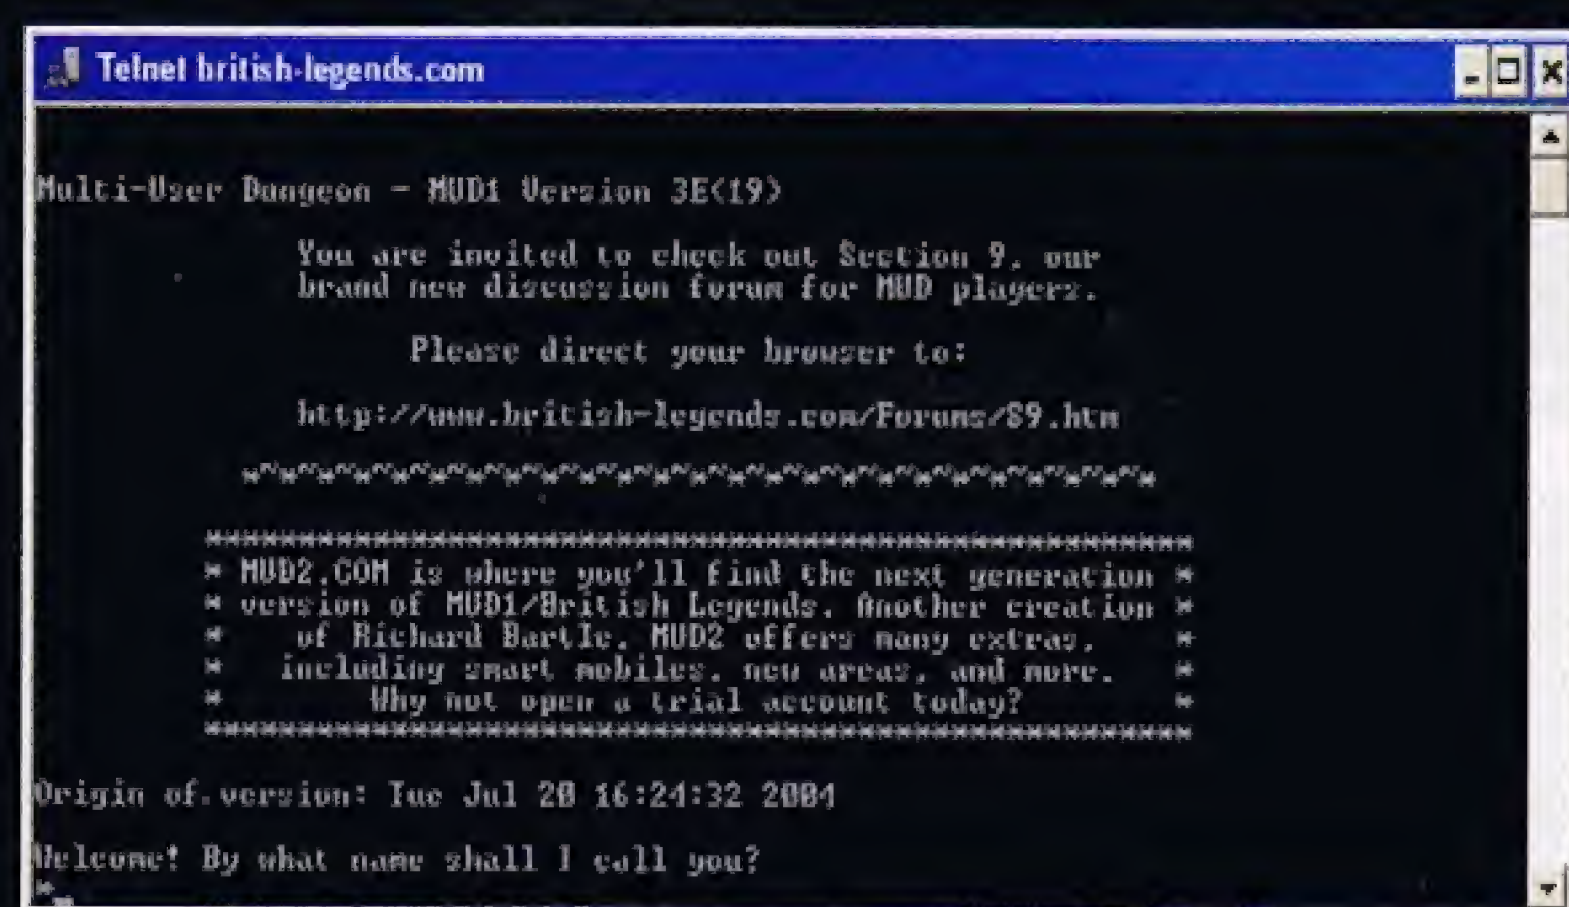 Telnet british-legends.com
Multi-User Dungeon - MUD1 Version 3E(19)
You are invited to check out Section 9, our
brand new discussion forum for MUD players.
Please direct your browser to:
http://www.british-legends.com/Forums/S9.htm
*~*~*~*~*~*~*~*~*~*~*~*~*~*~*~*~*~*~*~*~*~*~*~*~*
*****************************************************
* MUD2.COM is where you'll find the next generation *
* version of MUD1/British Legends. Another creation *
* of Richard Bartle, MUD2 offers many extras, *
* including smart mobiles, new areas, and more. *
* Why not open a trial account today? *
*****************************************************
Origin of version: Tue Jul 20 16:24:32 2004
Welcome! By what name shall I call you?
*_